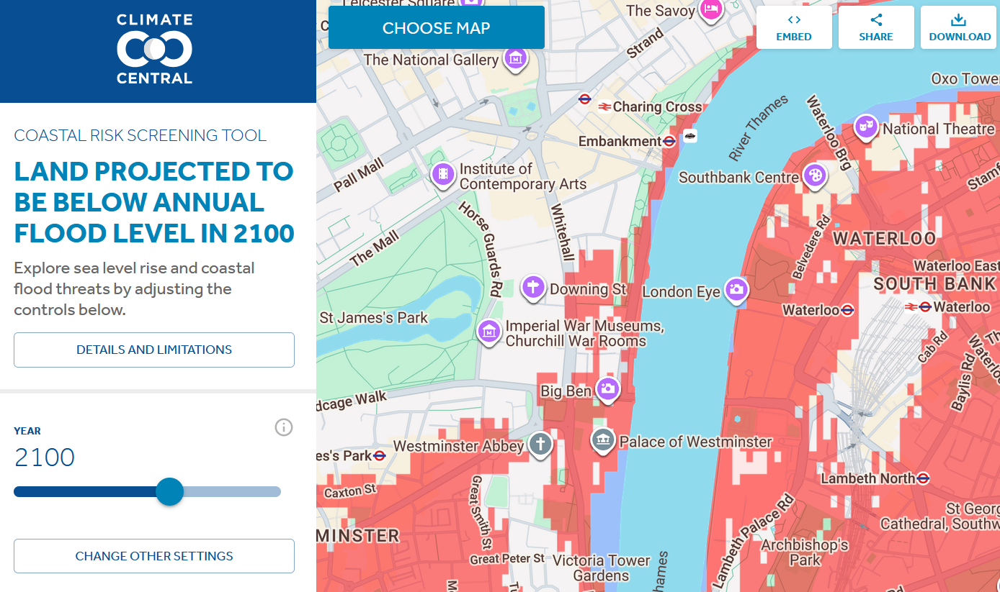 CLIMATE
CENTRAL
COASTAL RISK SCREENING TOOL
LAND PROJECTED TO
BE BELOW ANNUAL
FLOOD LEVEL IN 2100
Explore sea level rise and coastal
flood threats by adjusting the
controls below.
DETAILS AND LIMITATIONS
YEAR
2100
CHANGE OTHER SETTINGS
CHOOSE MAP
EMBED
SHARE
DOWNLOAD
Leicester Square
The Savoy
Strand
The National Gallery
Oxo Tower
Charing Cross
River Thames
Waterloo Brg
National Theatre
Embankment
Pall Mall
Institute of
Contemporary Arts
Southbank Centre
Stamf
Horse Guards Rd
Whitehall
The Mall
Belvedere Rd
WATERLOO
Waterloo East
SOUTH BANK
Downing St
London Eye
Waterloo
Waterloo
St James's Park
Imperial War Museums,
Churchill War Rooms
Cab Rd
Baylis Rd
Waterlo
Th
Big Ben
dcage Walk
Westminster Abbey
Palace of Westminster
es's Park
Lambeth North
Caxton St
Great Smith St
St Georg
Cathedral, Southw
MINSTER
Lambeth Palace Rd
Archbishop's
Park
Great Peter St
Victoria Tower
Gardens
hames
Tu
Rd